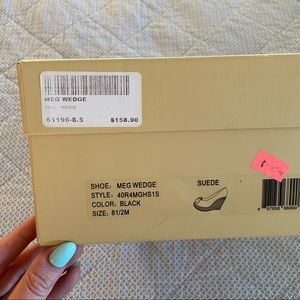 MEG WEDGE
61196-8.5 $158.00
SHOE: MEG WEDGE SUEDE
STYLE: 40R4MGHS1S
COLOR: BLACK
SIZE: 81/2M